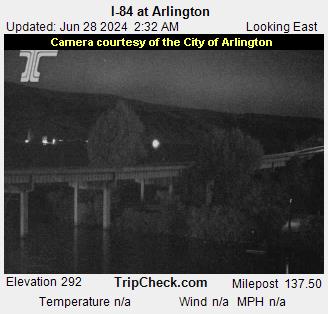 I-84 at Arlington
Updated: Jun 28 2024 2:32 AM Looking East
Camera courtesy of the City of Arlington
Elevation 292 TripCheck.com Milepost 137.50
Temperature n/a Wind n/a MPH n/a